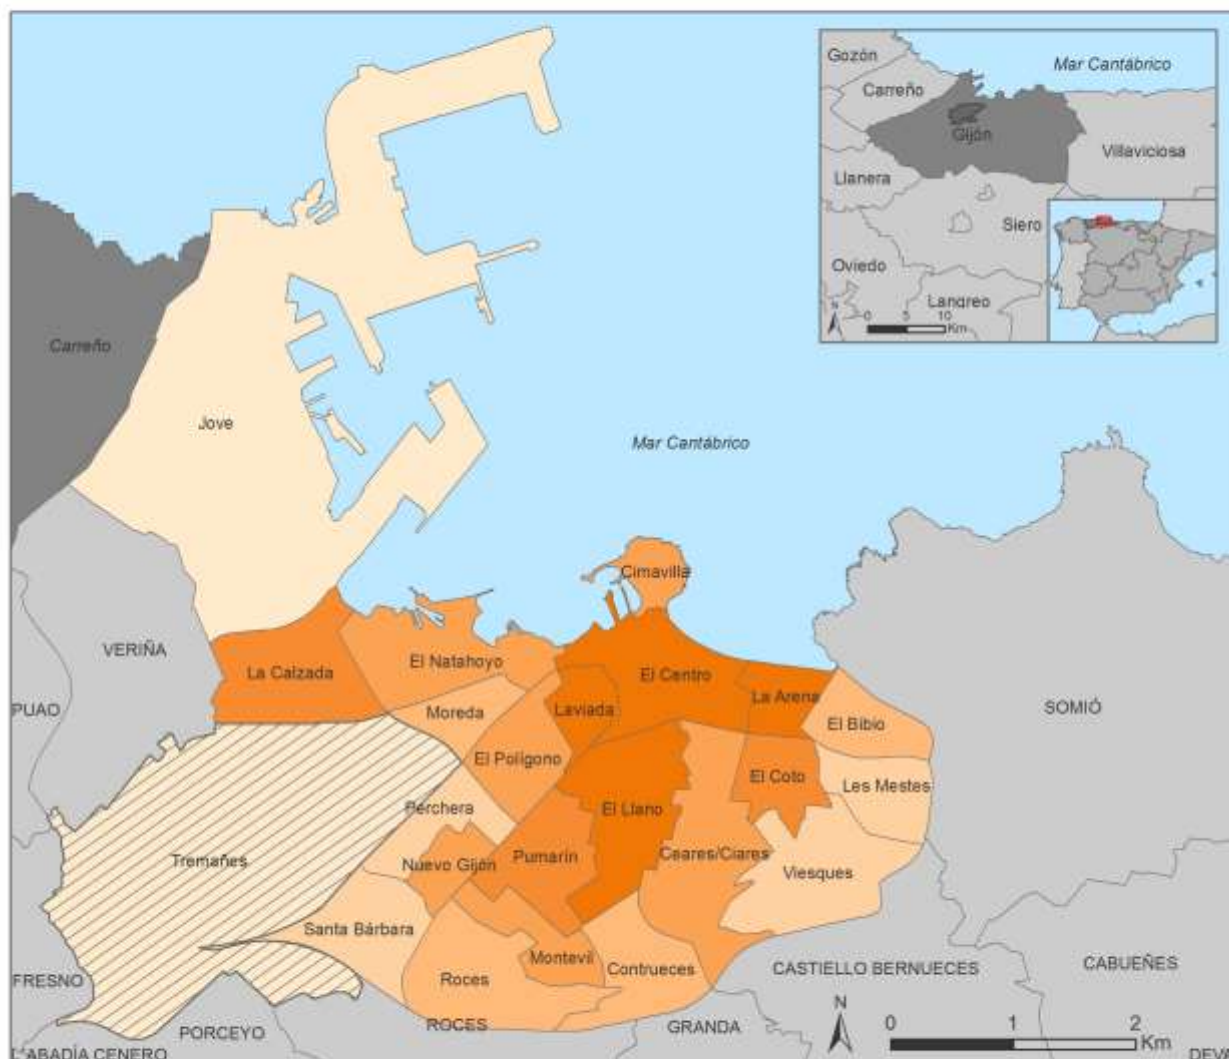 Gozón
Mar Cantábrico
Carreño
Gijón
Villaviciosa
Llanera
Siero
Oviedo
Langreo
N
0 5 10
Km
Carreño
Jove
Mar Cantábrico
Cimavilla
VERIÑA
El Natahoyo
La Calzada
El Centro
La Arena
PUAO
Moreda
Laviada
El Bibio
SOMIÓ
El Polígono
El Coto
Les Mestes
Perchera
El Llano
Tremañes
Nuevo Gijón
Pumarín
Ceares/Ciares
Viesques
Santa Bárbara
Montevil
Contrueces
Roces
FRESNO
CASTIELLO BERNUECES
CABUEÑES
PORCEYO
ROCES
GRANDA
N
0 1 2
Km
L'ABADÍA CENERO